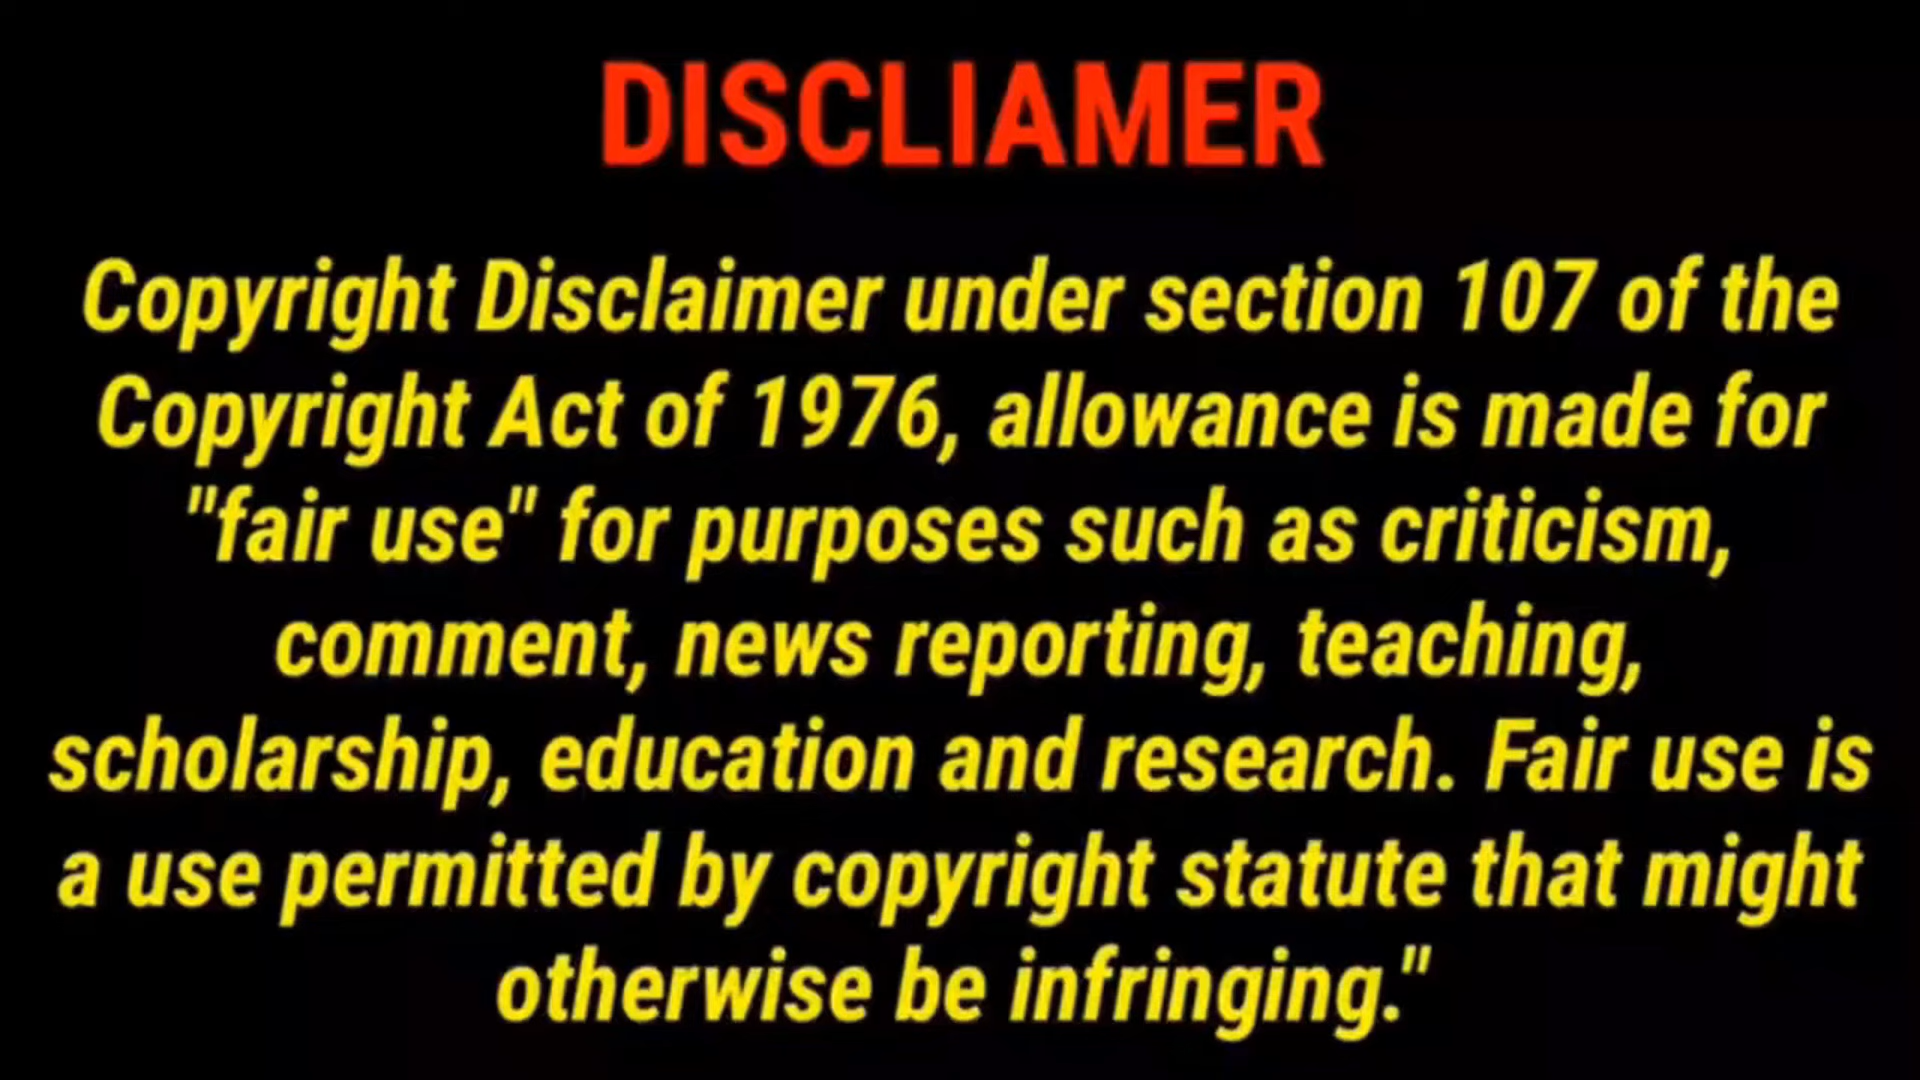 DISCLIAMER
Copyright Disclaimer under section 107 of the
Copyright Act of 1976, allowance is made for
"fair use" for purposes such as criticism,
comment, news reporting, teaching,
scholarship, education and research. Fair use is
a use permitted by copyright statute that might
otherwise be infringing."